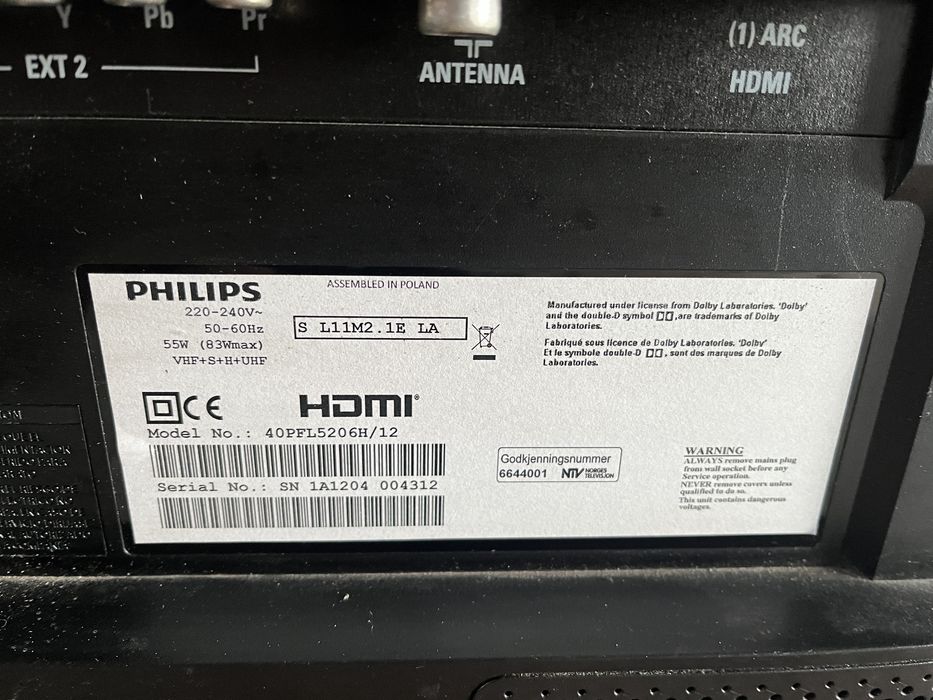 Y Pb Pr
EXT 2
ANTENNA
(1) ARC
HDMI
PHILIPS
ASSEMBLED IN POLAND
220-240V~
50-60Hz
55W (83Wmax)
VHF+S+H+UHF
S L11M2.1E LA
Manufactured under license from Dolby Laboratories. 'Dolby'
and the double-D symbol ,are trademarks of Dolby
Laboratories.
Fabriqué sous licence de Dolby Laboratories. 'Dolby'
Et le symbole double-D , sont des marques de Dolby
Laboratories.
CE
HDMI®
Model No.: 40PFL5206H/12
Serial No.: SN 1A1204 004312
Godkjenningsnummer
6644001 NTV NORGES
TELEVISJON
WARNING
ALWAYS remove mains plug
from wall socket before any
Service operation.
NEVER remove covers unless
qualified to do so.
This unit contains dangerous
voltages.